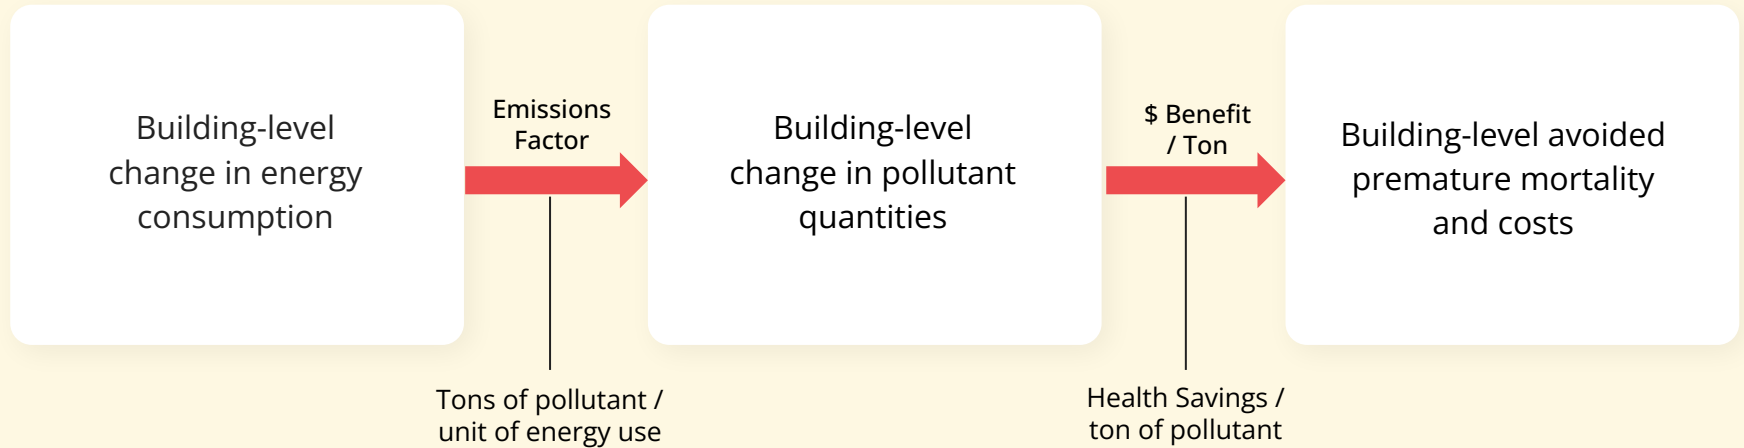 Building-level
change in energy
consumption
Emissions
Factor
Tons of pollutant /
unit of energy use
Building-level
change in pollutant
quantities
$ Benefit
/ Ton
Health Savings /
ton of pollutant
Building-level avoided
premature mortality
and costs